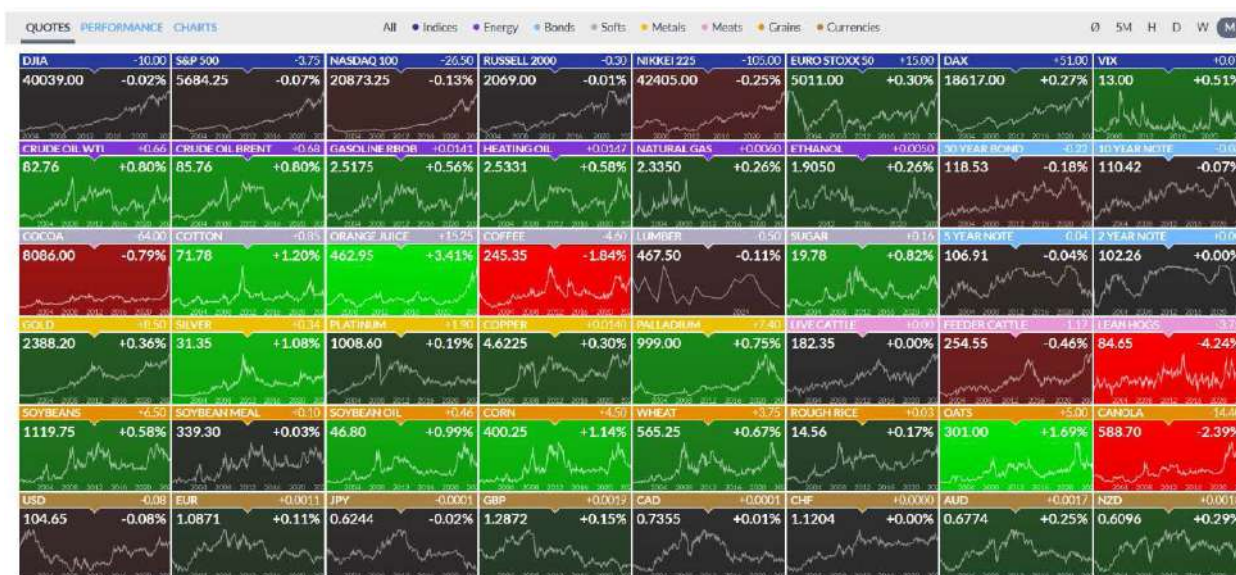 QUOTES PERFORMANCE CHARTS All Indices Energy Bonds Softs Metals Meats Grains Currencies Ø 5M H D W M
DJIA -10.00 S&P 500 -3.75 NASDAQ 100 -26.50 RUSSELL 2000 -0.30 NIKKEI 225 -105.00 EURO STOXX 50 +15.00 DAX +51.00 VIX
40039.00 -0.02% 5684.25 -0.07% 20873.25 -0.13% 2069.00 -0.01% 42405.00 -0.25% 5011.00 +0.30% 18617.00 +0.27% 13.00 +0.51%
CRUDE OIL WTI +0.66 CRUDE OIL BRENT +0.68 GASOLINE RBOB +0.0141 HEATING OIL +0.0147 NATURAL GAS +0.0060 ETHANOL +0.0050 30 YEAR BOND -0.22 10 YEAR NOTE
82.76 +0.80% 85.76 +0.80% 2.5175 +0.56% 2.5331 +0.58% 2.3350 +0.26% 1.9050 +0.26% 118.53 -0.18% 110.42 -0.07%
COCOA -64.00 COTTON +0.85 ORANGE JUICE +15.25 COFFEE -4.60 LUMBER -0.50 SUGAR +0.16 5 YEAR NOTE -0.04 2 YEAR NOTE
8086.00 -0.79% 71.78 +1.20% 462.95 +3.41% 245.35 -1.84% 467.50 -0.11% 19.78 +0.82% 106.91 -0.04% 102.26 +0.00%
GOLD +8.50 SILVER +0.34 PLATINUM +1.90 COPPER +0.0140 PALLADIUM +7.40 LIVE CATTLE +0.00 FEEDER CATTLE -1.17 LEAN HOGS
2388.20 +0.36% 31.35 +1.08% 1008.60 +0.19% 4.6225 +0.30% 999.00 +0.75% 182.35 +0.00% 254.55 -0.46% 84.65 -4.24%
SOYBEANS +6.50 SOYBEAN MEAL +0.10 SOYBEAN OIL +0.46 CORN +4.50 WHEAT +3.75 ROUGH RICE +0.03 OATS +5.00 CANOLA
1119.75 +0.58% 339.30 +0.03% 46.80 +0.99% 400.25 +1.14% 565.25 +0.67% 14.56 +0.17% 301.00 +1.69% 588.70 -2.39%
USD -0.08 EUR +0.0011 JPY -0.0001 GBP +0.0019 CAD +0.0001 CHF +0.0000 AUD +0.0017 NZD
104.65 -0.08% 1.0871 +0.11% 0.6244 -0.02% 1.2872 +0.15% 0.7355 +0.01% 1.1204 +0.00% 0.6774 +0.25% 0.6096 +0.29%